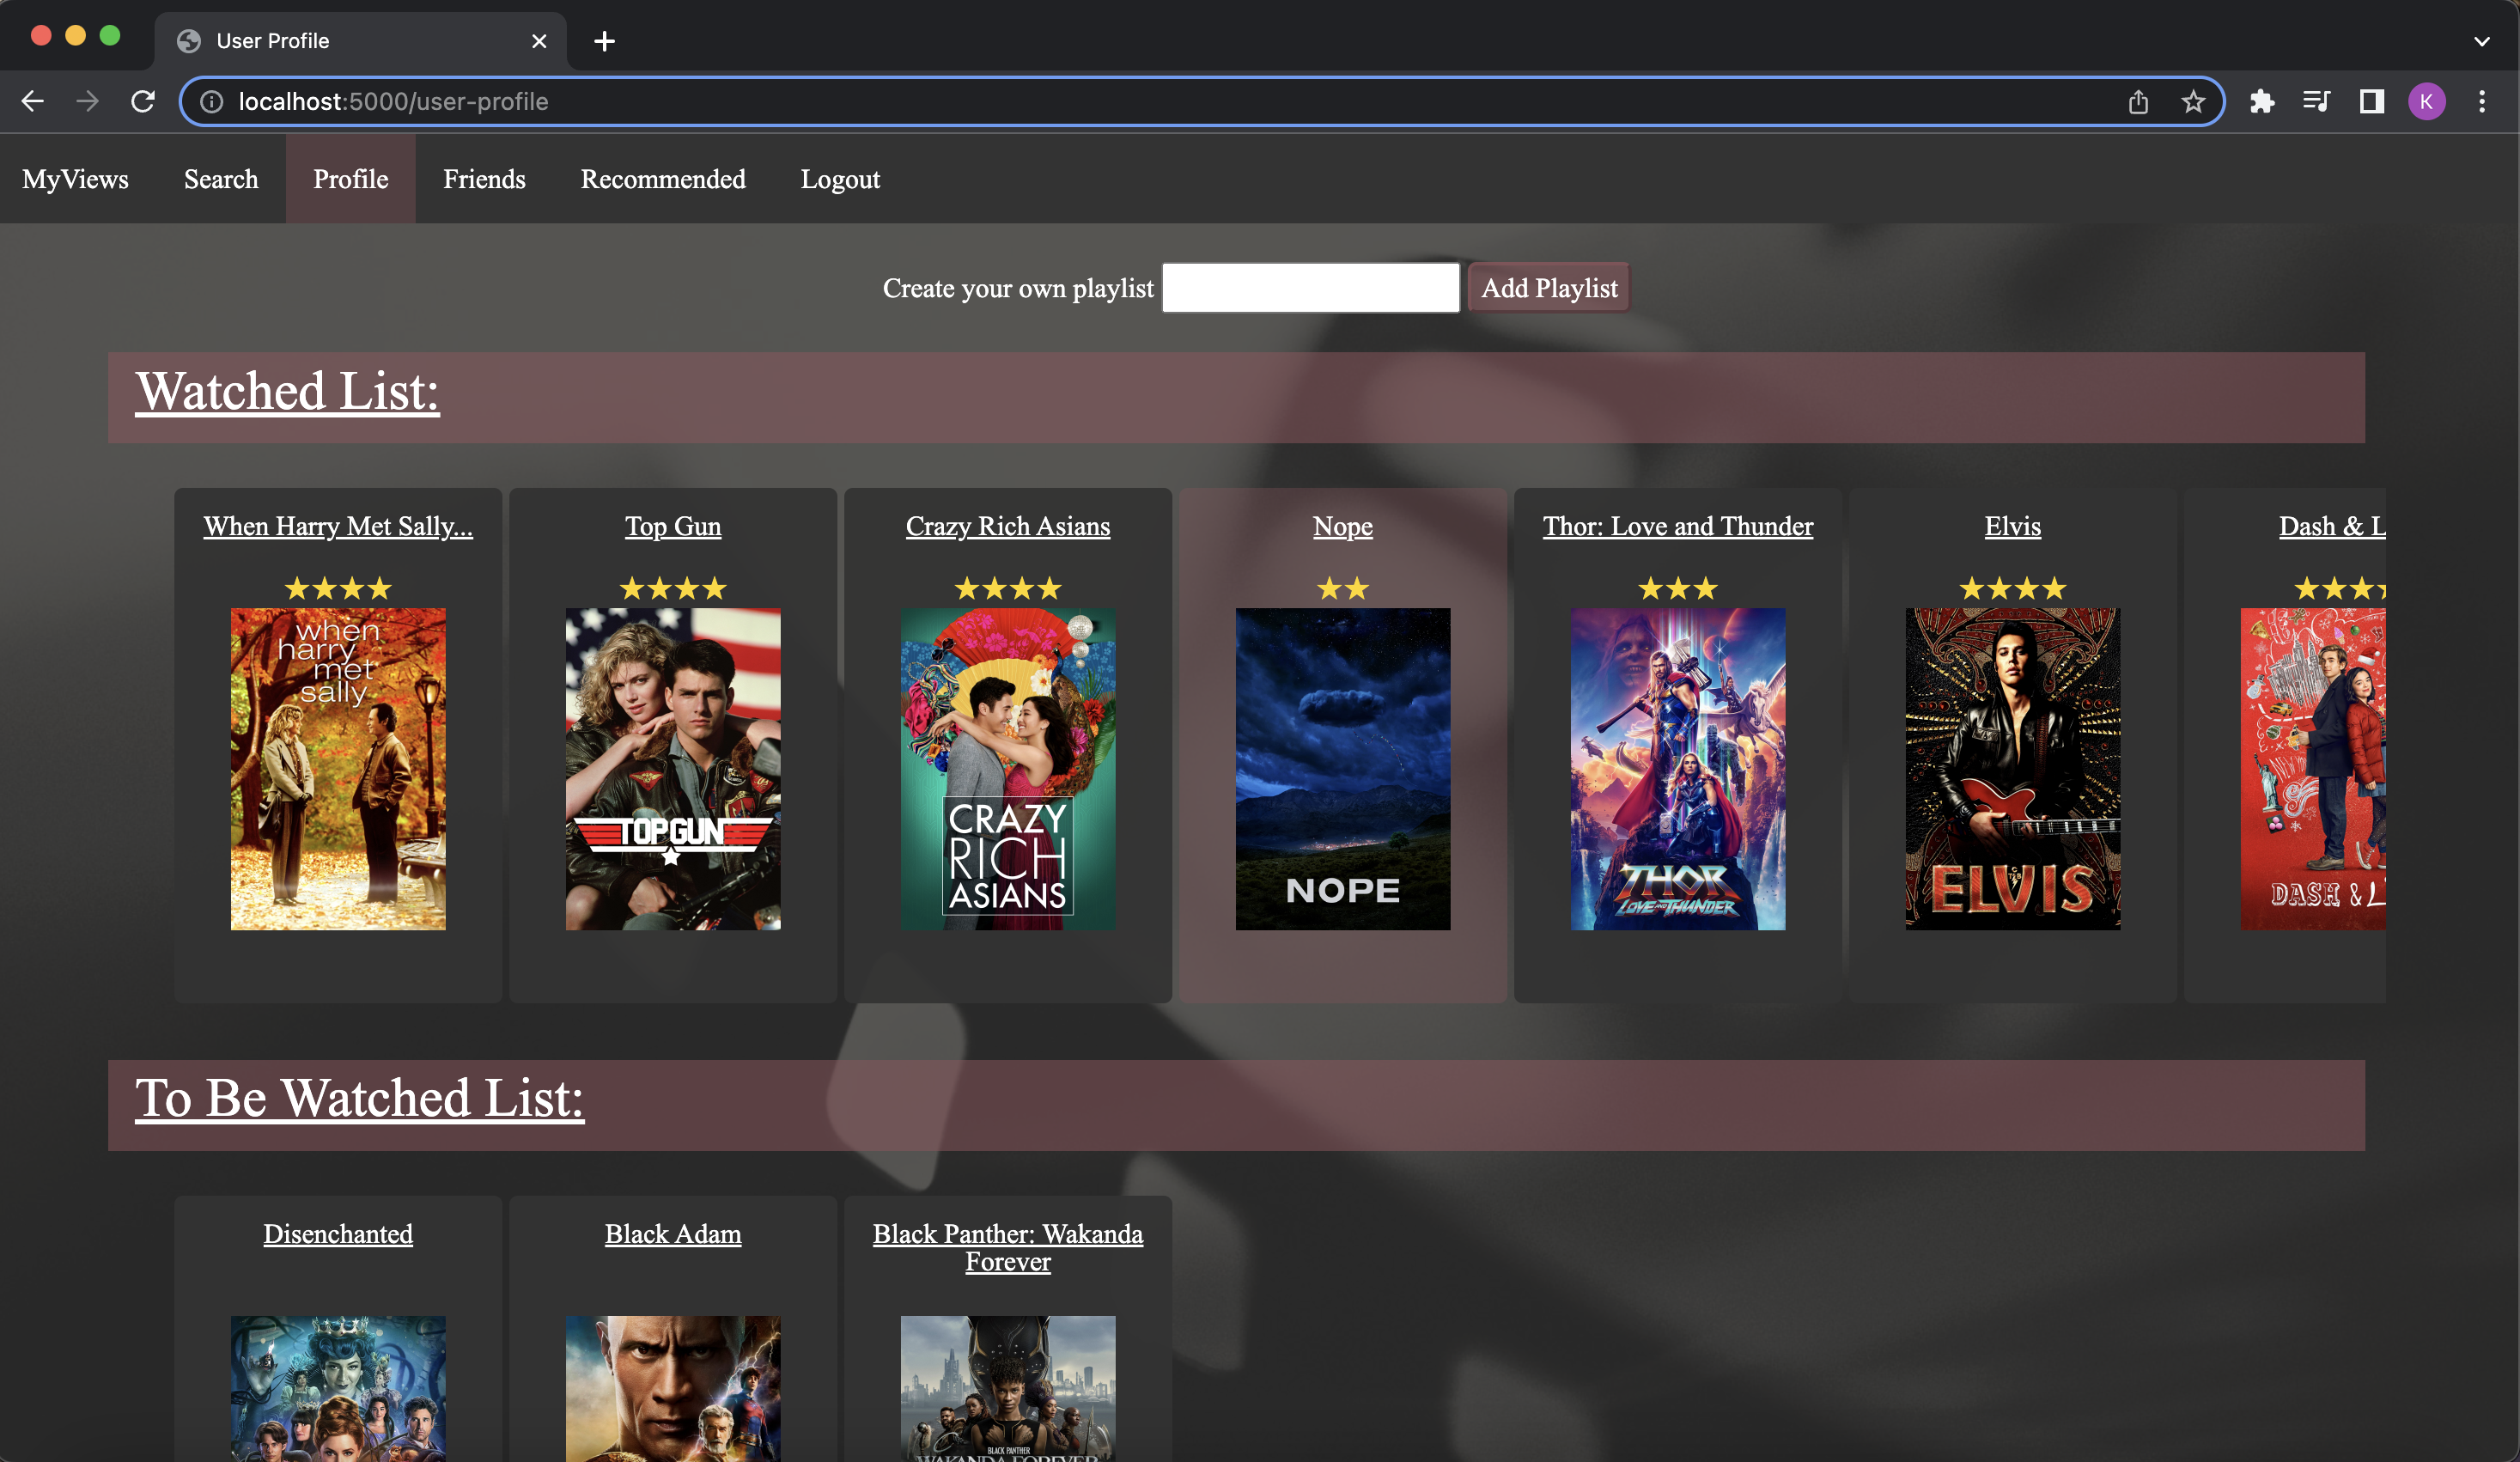 User Profile
localhost:5000/user-profile
K
MyViews Search Profile Friends Recommended Logout
Create your own playlist Add Playlist
Watched List:
When Harry Met Sally...
★★★★
when
harry
met
sally
Top Gun
★★★★
TOP GUN
Crazy Rich Asians
★★★★
CRAZY
RICH
ASIANS
Nope
★★
NOPE
Thor: Love and Thunder
★★★
THOR
LOVE AND THUNDER
Elvis
★★★★
ELVIS
Dash & L
★★★★
DASH & L
To Be Watched List:
Disenchanted
Black Adam
Black Panther: Wakanda
Forever
BLACK PANTHER
WAKANDA FOREVER